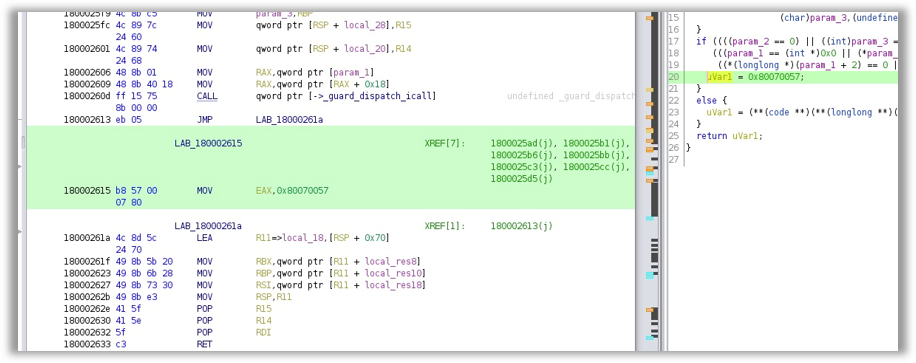 1800025f9 4c 8b c5 MOV param_3,RBP
1800025fc 4c 89 7c MOV qword ptr [RSP + local_28],R15
24 60
180002601 4c 89 74 MOV qword ptr [RSP + local_20],R14
24 68
180002606 48 8b 01 MOV RAX,qword ptr [param_1]
180002609 48 8b 40 18 MOV RAX,qword ptr [RAX + 0x18]
18000260d ff 15 75 CALL qword ptr [->_guard_dispatch_icall] undefined _guard_dispatch
8b 00 00
180002613 eb 05 JMP LAB_18000261a
LAB_180002615 XREF[7]: 1800025ad(j), 1800025b1(j),
1800025b6(j), 1800025bb(j),
1800025c3(j), 1800025cc(j),
1800025d5(j)
180002615 b8 57 00 MOV EAX,0x80070057
07 80
LAB_18000261a XREF[1]: 180002613(j)
18000261a 4c 8d 5c LEA R11=>local_18,[RSP + 0x70]
24 70
18000261f 49 8b 5b 20 MOV RBX,qword ptr [R11 + local_res8]
180002623 49 8b 6b 28 MOV RBP,qword ptr [R11 + local_res10]
180002627 49 8b 73 30 MOV RSI,qword ptr [R11 + local_res18]
18000262b 49 8b e3 MOV RSP,R11
18000262e 41 5f POP R15
180002630 41 5e POP R14
180002632 5f POP RDI
180002633 c3 RET
15 (char)param_3,(undefine
16 }
17 if ((((param_2 == 0) || ((int)param_3 =
18 (((param_1 == (int *)0x0 || (*param_
19 ((*(longlong *)(param_1 + 2) == 0 |
20 uVar1 = 0x80070057;
21 }
22 else {
23 uVar1 = (**(code **)(**(longlong **)(
24 }
25 return uVar1;
26 }
27